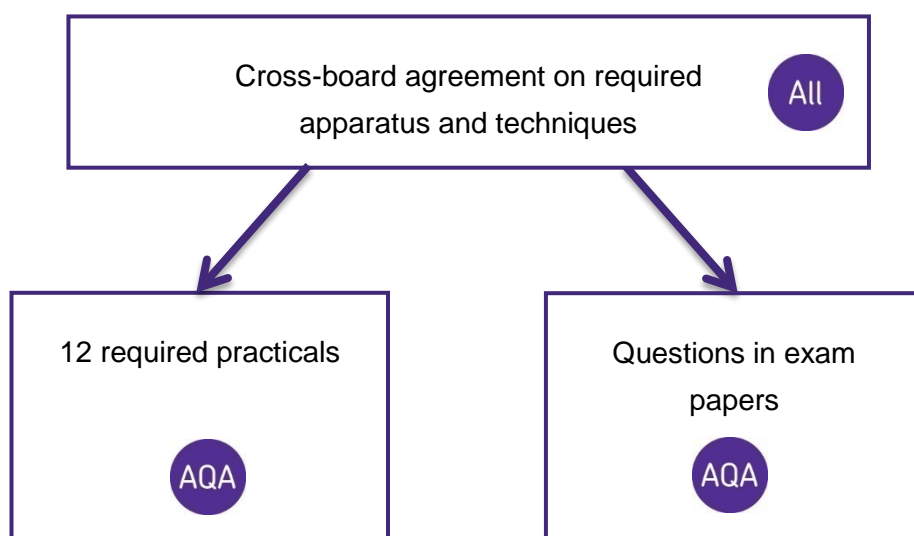 Cross-board agreement on required
apparatus and techniques
All
12 required practicals
AQA
Questions in exam
papers
AQA